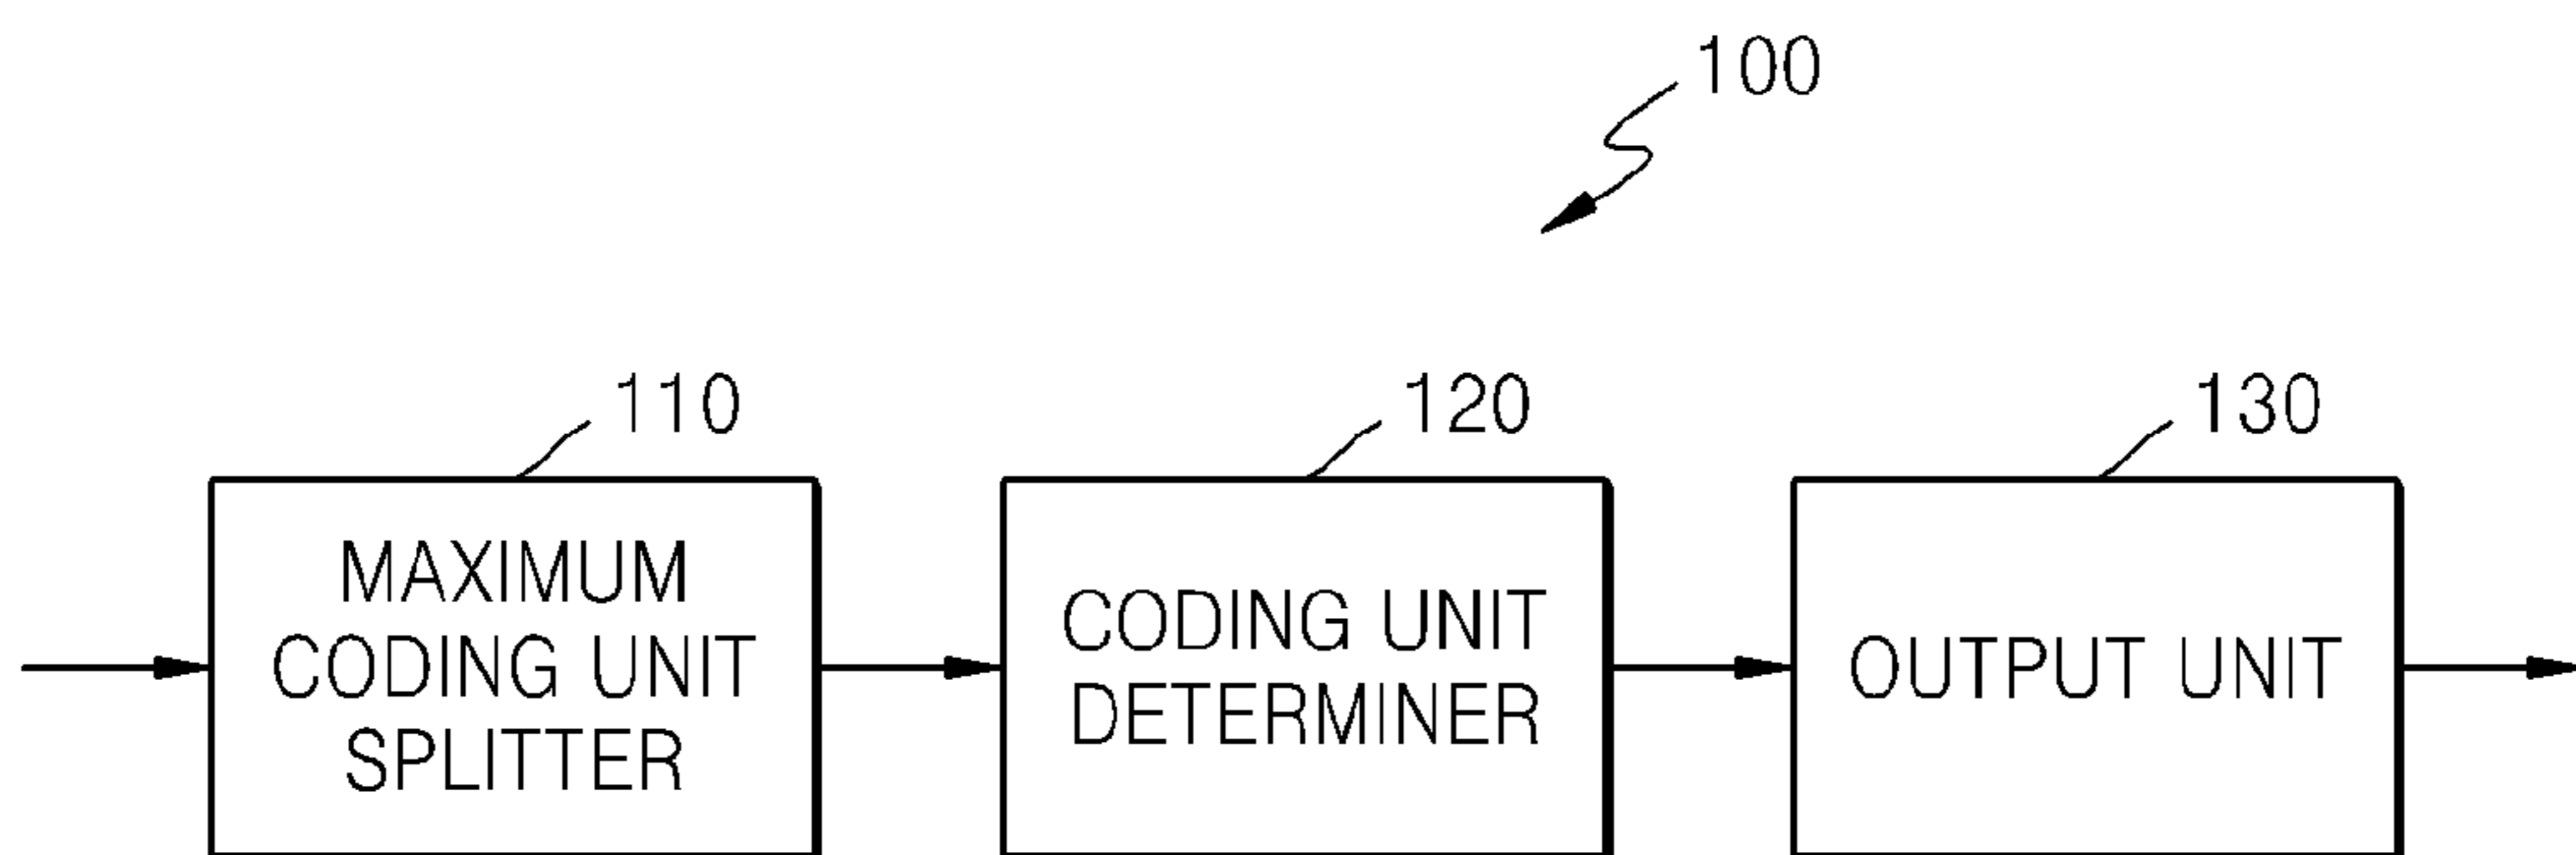 100
110
120
130
MAXIMUM
CODING UNIT
SPLITTER
CODING UNIT
DETERMINER
OUTPUT UNIT